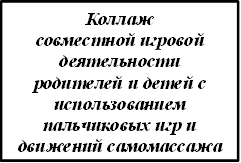 Коллаж
совместной игровой
деятельности
родителей и детей с
использованием
пальчиковых игр и
движений самомассажа